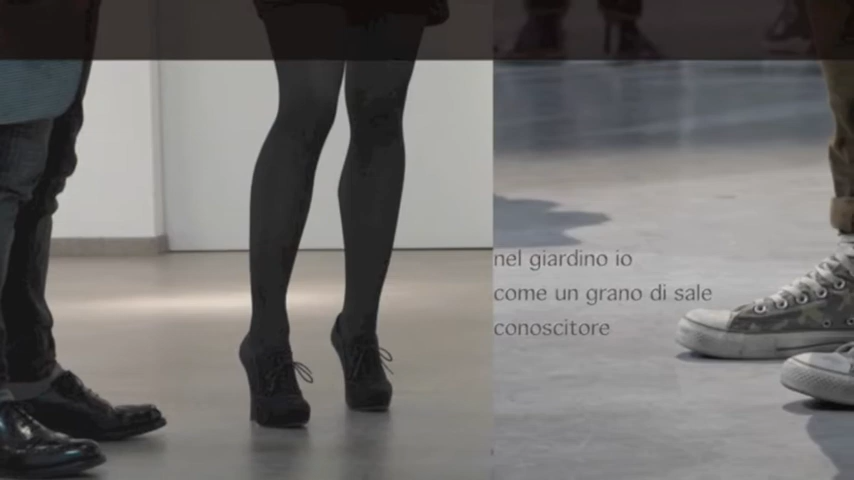 nel giardino io
come un grano di sale
conoscitore